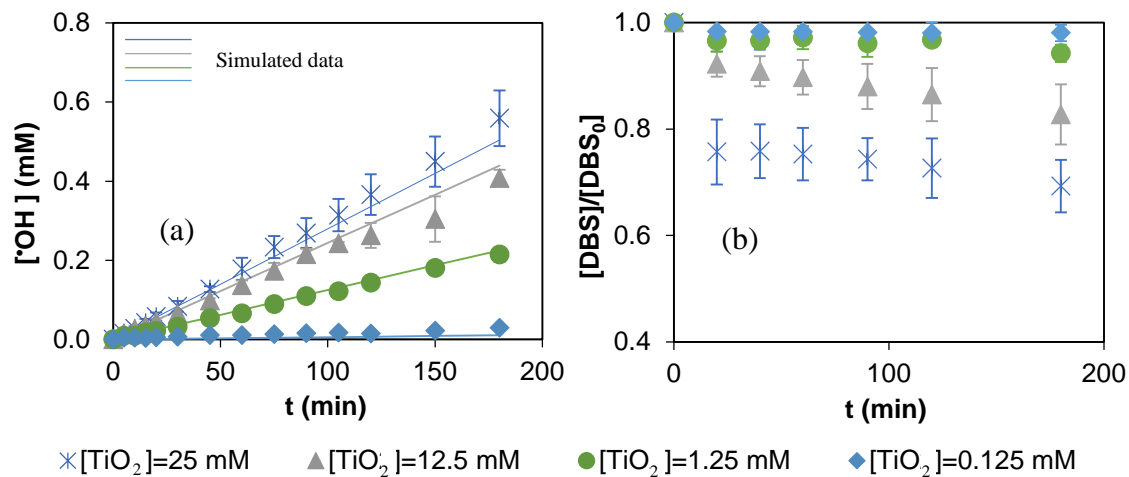 0.8
0.6
0.4
0.2
0.0
[•OH ] (mM)
Simulated data
(a)
0
50
100
150
200
t (min)
1.0
0.8
0.6
0.4
[DBS]/[DBS₀]
(b)
0
100
200
t (min)
[TiO₂]=25 mM [TiO₂]=12.5 mM [TiO₂]=1.25 mM [TiO₂]=0.125 mM